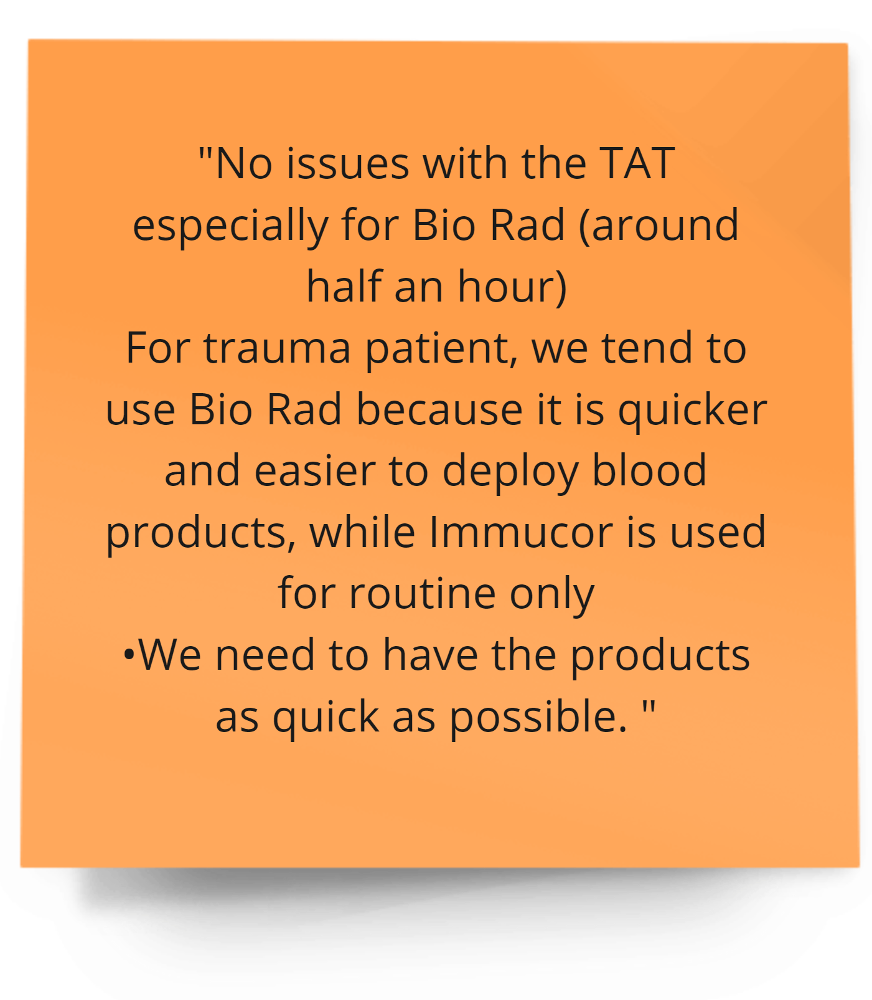 "No issues with the TAT
especially for Bio Rad (around
half an hour)
For trauma patient, we tend to
use Bio Rad because it is quicker
and easier to deploy blood
products, while Immucor is used
for routine only
•We need to have the products
as quick as possible. "